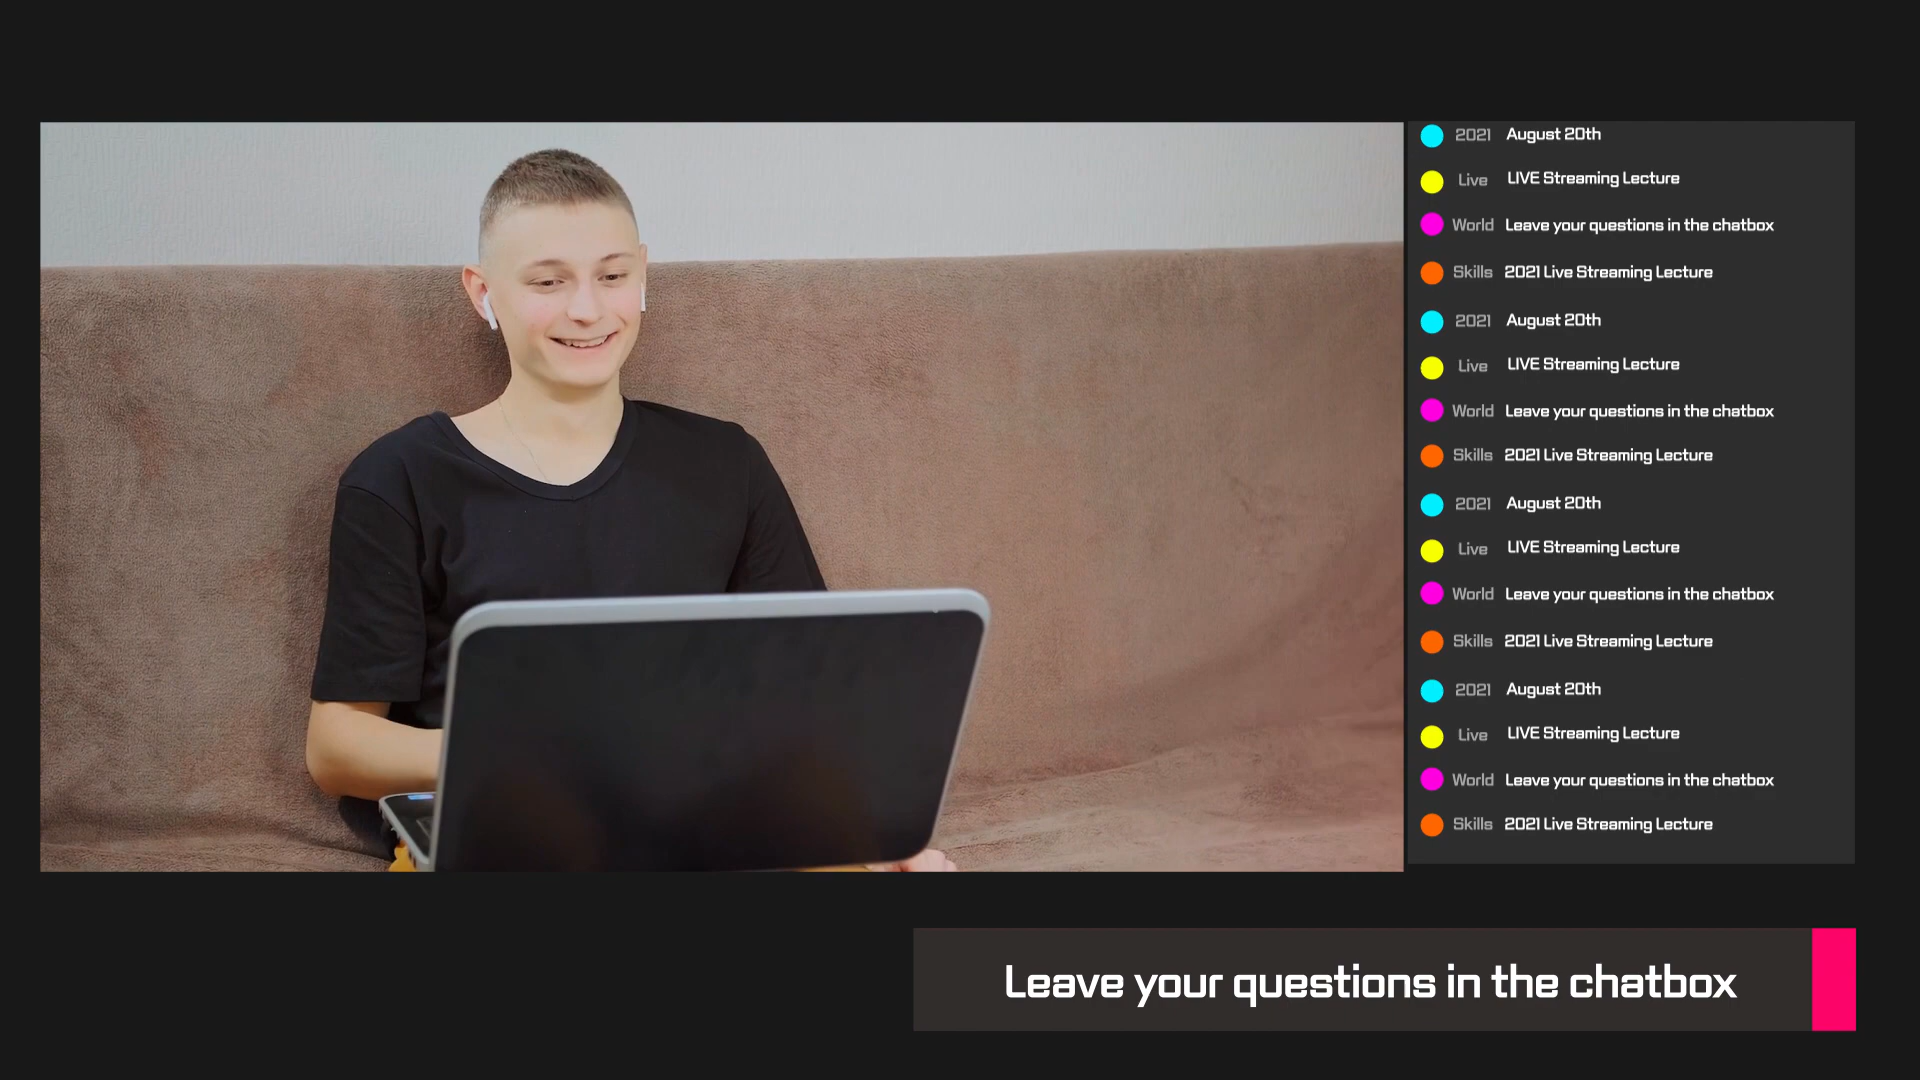 2021 August 20th
Live LIVE Streaming Lecture
World Leave your questions in the chatbox
Skills 2021 Live Streaming Lecture
2021 August 20th
Live LIVE Streaming Lecture
World Leave your questions in the chatbox
Skills 2021 Live Streaming Lecture
2021 August 20th
Live LIVE Streaming Lecture
World Leave your questions in the chatbox
Skills 2021 Live Streaming Lecture
2021 August 20th
Live LIVE Streaming Lecture
World Leave your questions in the chatbox
Skills 2021 Live Streaming Lecture
Leave your questions in the chatbox